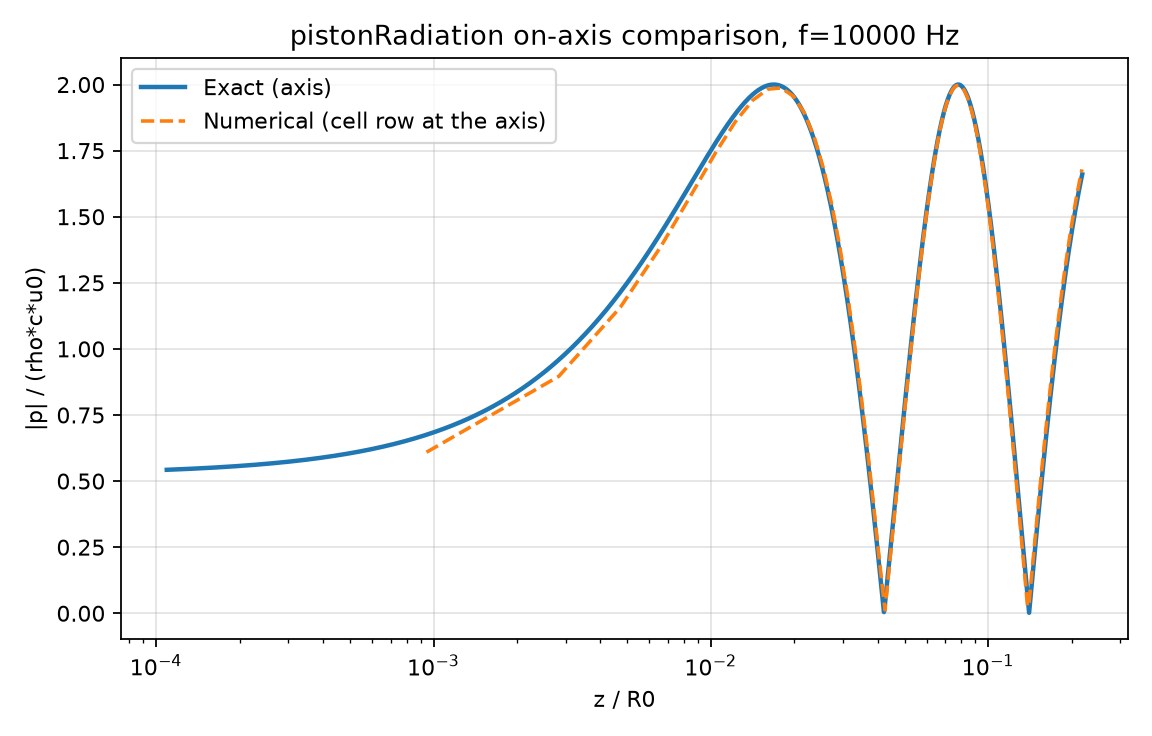 pistonRadiation on-axis comparison, f=10000 Hz
Exact (axis)
Numerical (cell row at the axis)
2.00
1.75
1.50
1.25
1.00
0.75
0.50
0.25
0.00
|p| / (rho*c*u0)
10⁻⁴ 10⁻³ 10⁻² 10⁻¹
z / R0